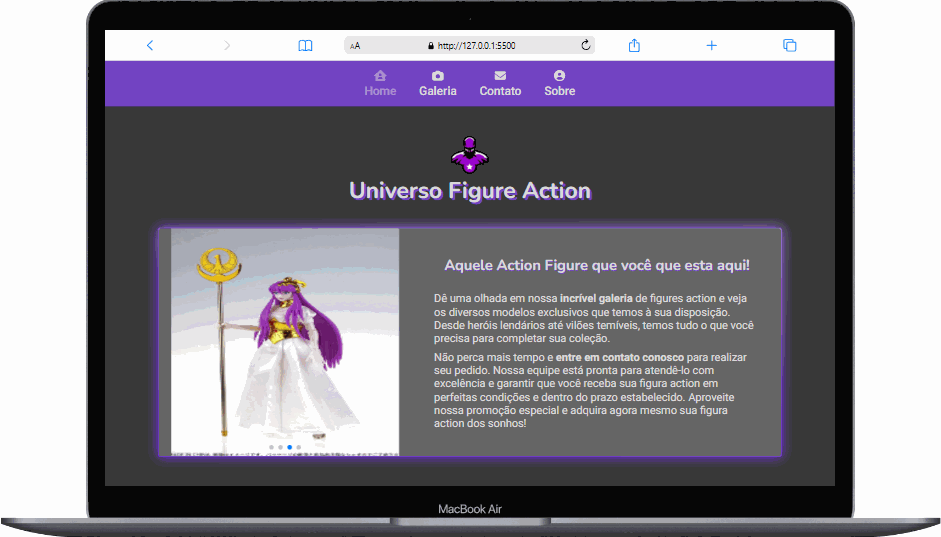 AA http://127.0.0.1:5500
Home Galeria Contato Sobre
Universo Figure Action
Aquele Action Figure que você que esta aqui!
Dê uma olhada em nossa incrível galeria de figures action e veja
os diversos modelos exclusivos que temos à sua disposição.
Desde heróis lendários até vilões temíveis, temos tudo o que você
precisa para completar sua coleção.
Não perca mais tempo e entre em contato conosco para realizar
seu pedido. Nossa equipe está pronta para atendê-lo com
excelência e garantir que você receba sua figura action em
perfeitas condições e dentro do prazo estabelecido. Aproveite
nossa promoção especial e adquira agora mesmo sua figura
action dos sonhos!
MacBook Air